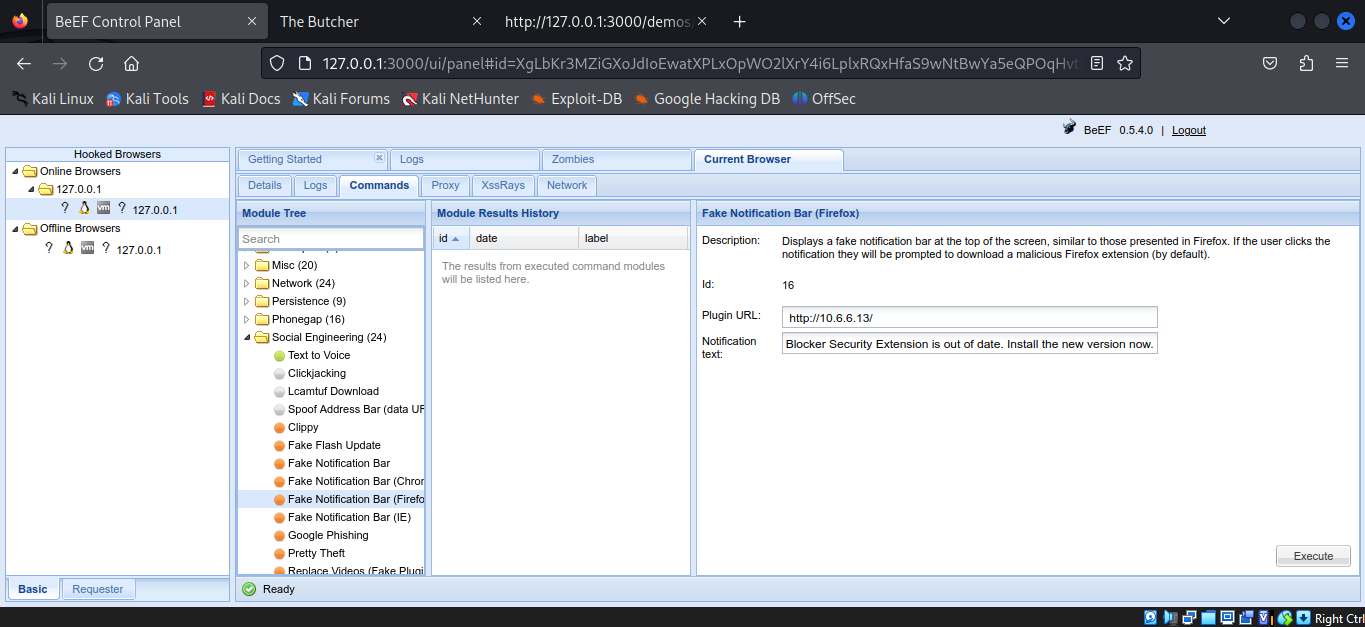 BeEF Control Panel
The Butcher
http://127.0.0.1:3000/demos
127.0.0.1:3000/ui/panel#id=XgLbKr3MZiGXoJdIoEwatXPLxOpWO2lXrY4i6LplxRQxHfaS9wNtBwYa5eQPOqHvt
Kali Linux
Kali Tools
Kali Docs
Kali Forums
Kali NetHunter
Exploit-DB
Google Hacking DB
OffSec
BeEF 0.5.4.0 | Logout
Hooked Browsers
Online Browsers
127.0.0.1
? vm ? 127.0.0.1
Offline Browsers
? vm ? 127.0.0.1
Basic
Requester
Getting Started
Logs
Zombies
Current Browser
Details
Logs
Commands
Proxy
XssRays
Network
Module Tree
Search
Misc (20)
Network (24)
Persistence (9)
Phonegap (16)
Social Engineering (24)
Text to Voice
Clickjacking
Lcamtuf Download
Spoof Address Bar (data UR
Clippy
Fake Flash Update
Fake Notification Bar
Fake Notification Bar (Chron
Fake Notification Bar (Firefo
Fake Notification Bar (IE)
Google Phishing
Pretty Theft
Replace Videos (Fake Plugi
Module Results History
id
date
label
The results from executed command modules
will be listed here.
Fake Notification Bar (Firefox)
Description:
Displays a fake notification bar at the top of the screen, similar to those presented in Firefox. If the user clicks the
notification they will be prompted to download a malicious Firefox extension (by default).
Id:
16
Plugin URL:
http://10.6.6.13/
Notification
text:
Blocker Security Extension is out of date. Install the new version now.
Execute
Ready
Right Ctrl